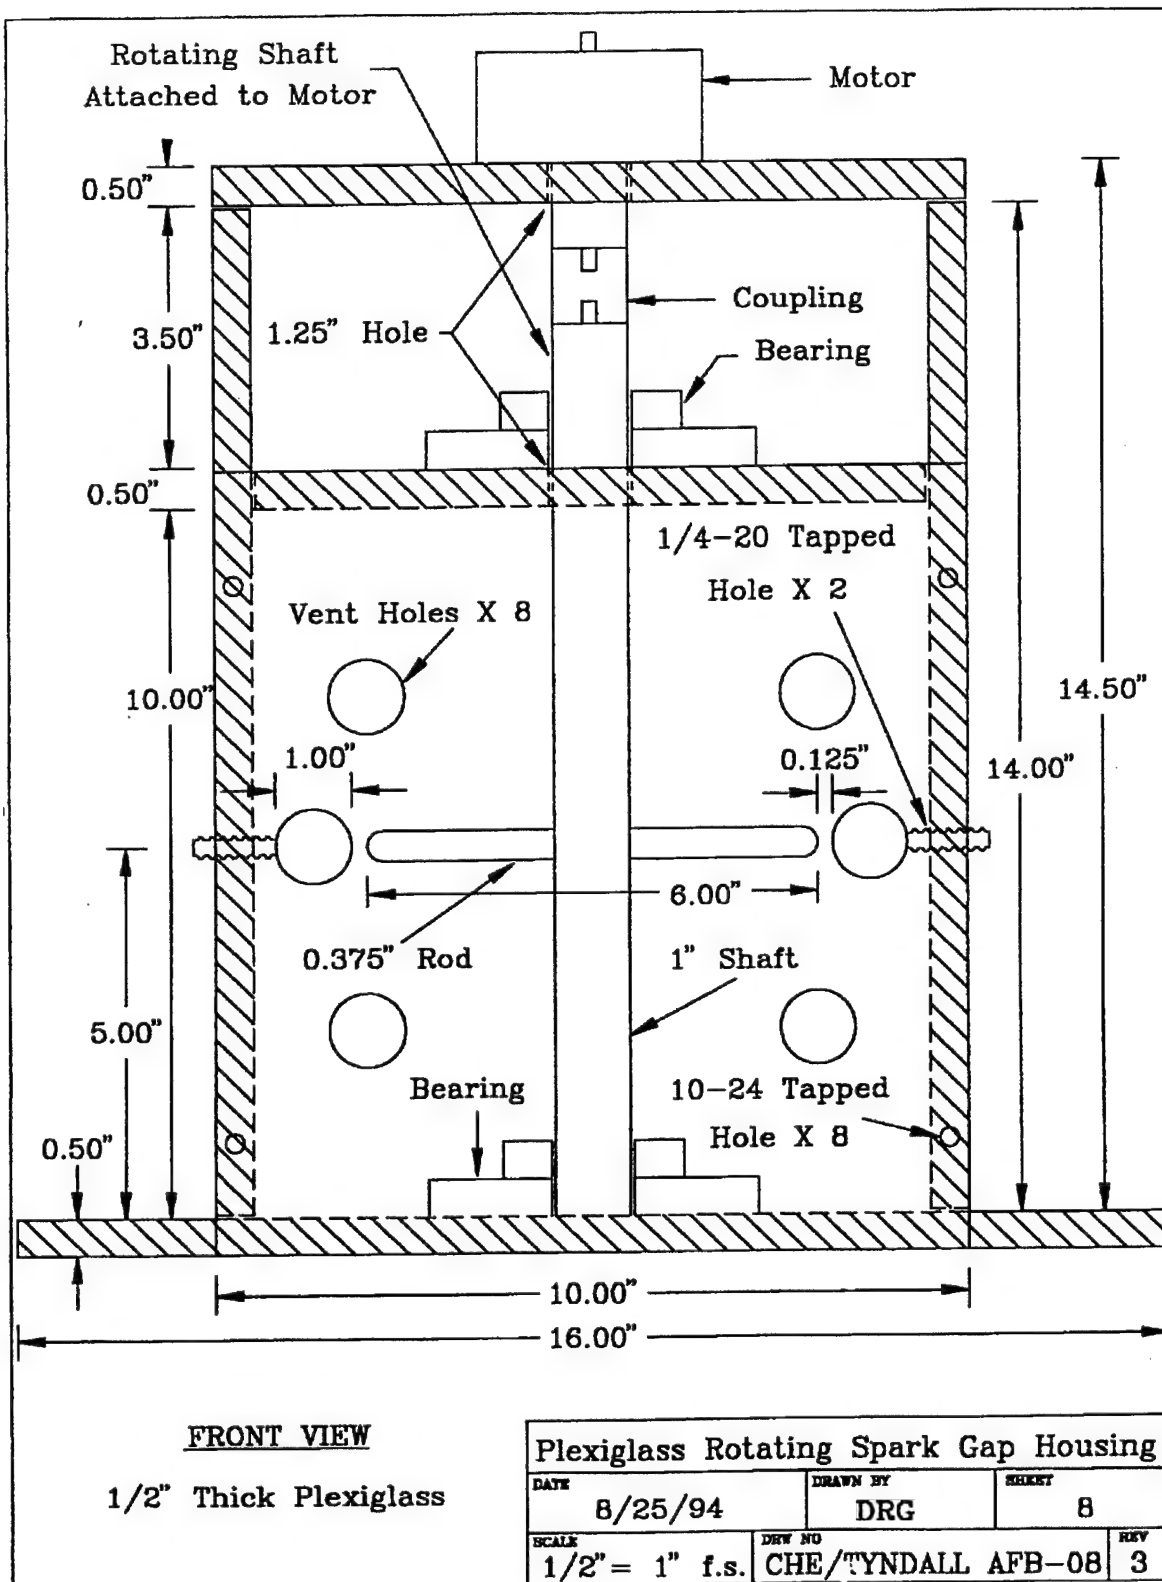 Rotating Shaft
Attached to Motor
Motor
0.50"
3.50"
1.25" Hole
Coupling
Bearing
0.50"
1/4-20 Tapped
Hole X 2
Vent Holes X 8
10.00"
14.50"
1.00"
0.125"
14.00"
6.00"
0.375" Rod
1" Shaft
5.00"
Bearing
10-24 Tapped
Hole X 8
0.50"
10.00"
16.00"
FRONT VIEW
1/2" Thick Plexiglass
Plexiglass Rotating Spark Gap Housing
DATE
8/25/94
DRAWN BY
DRG
SHEET
8
SCALE
1/2"= 1" f.s.
DRW NO
CHE/TYNDALL AFB-08
REV
3